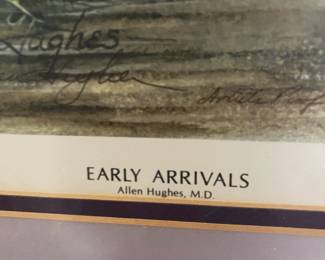 Hughes
Artist's Proof
EARLY ARRIVALS
Allen Hughes, M.D.